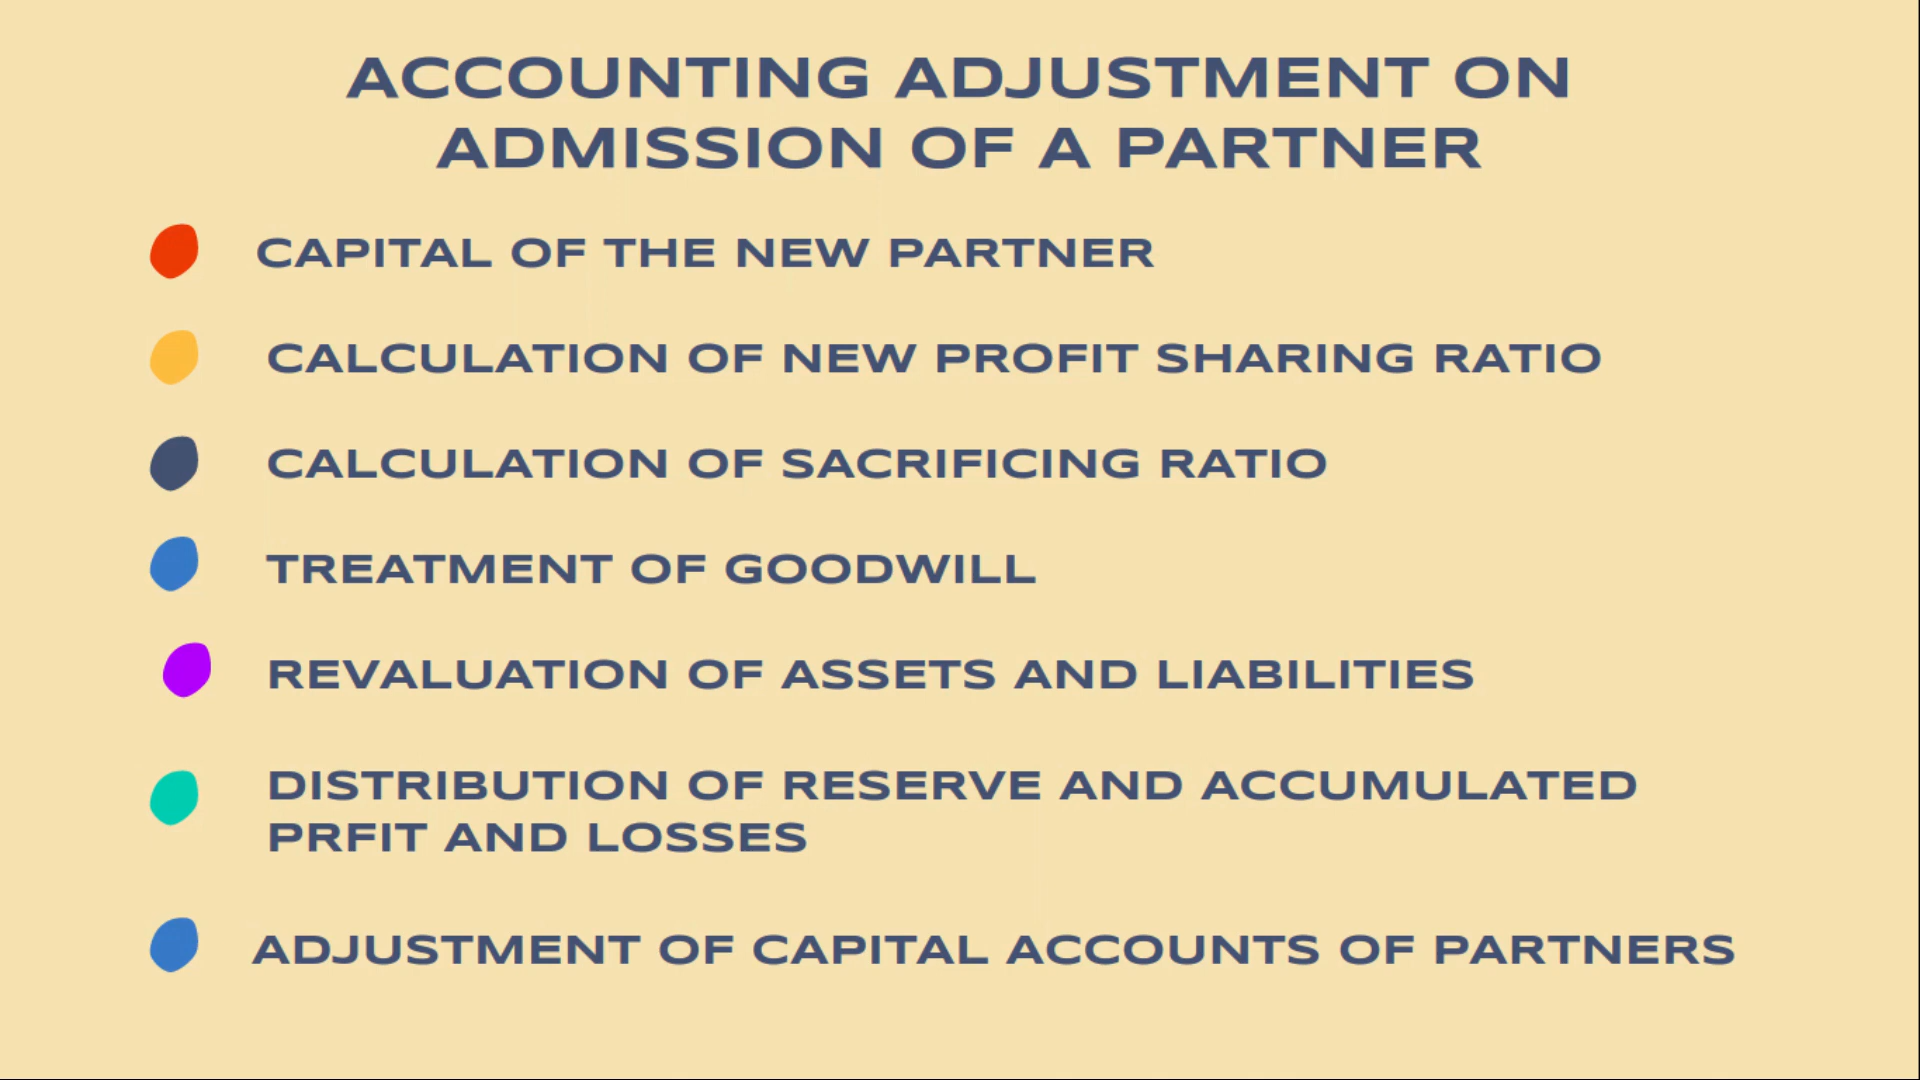 ACCOUNTING ADJUSTMENT ON
ADMISSION OF A PARTNER
CAPITAL OF THE NEW PARTNER
CALCULATION OF NEW PROFIT SHARING RATIO
CALCULATION OF SACRIFICING RATIO
TREATMENT OF GOODWILL
REVALUATION OF ASSETS AND LIABILITIES
DISTRIBUTION OF RESERVE AND ACCUMULATED
PRFIT AND LOSSES
ADJUSTMENT OF CAPITAL ACCOUNTS OF PARTNERS